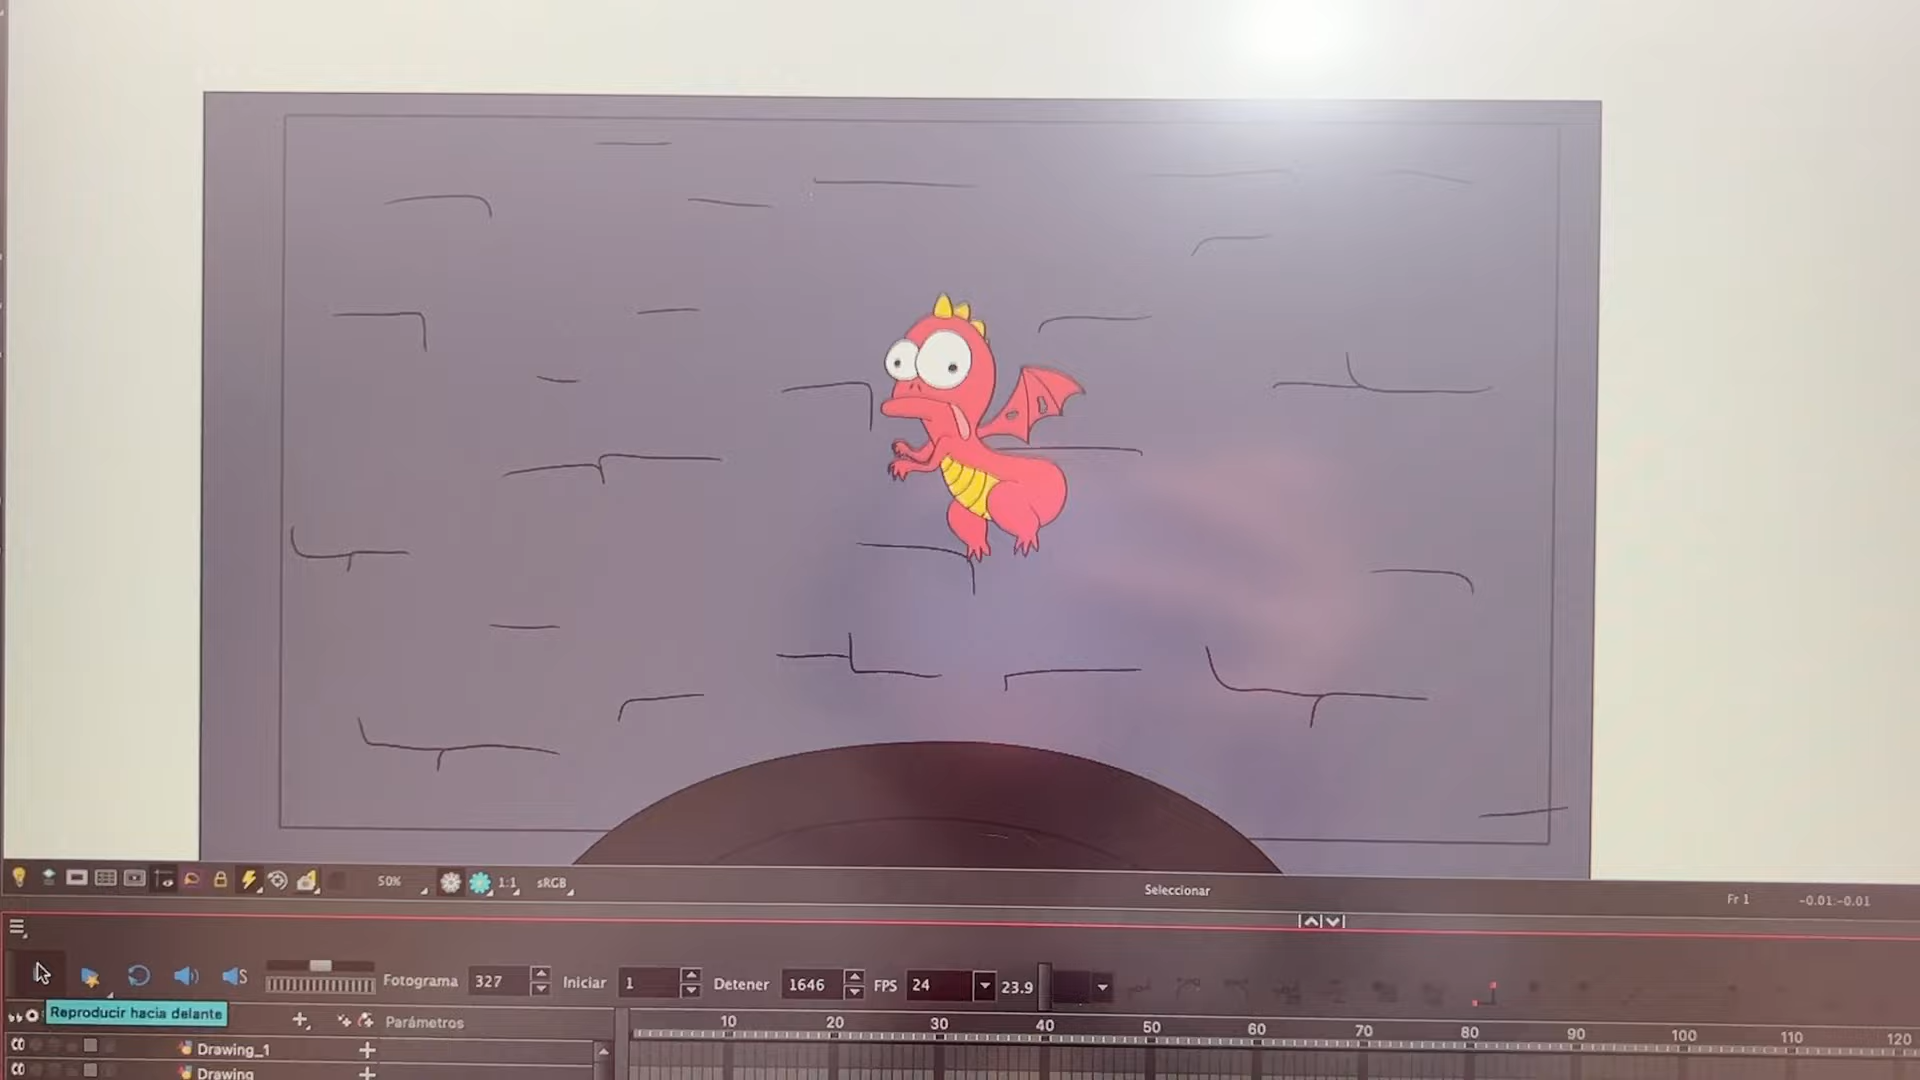 50%
1:1
sRGB
Seleccionar
Fr 1
-0.01:-0.01
S
Fotograma 327 Iniciar 1 Detener 1646 FPS 24 23.9
Reproducir hacia delante
Parámetros
10 20 30 40 50 60 70 80 90 100 110 120
Drawing_1
Drawing